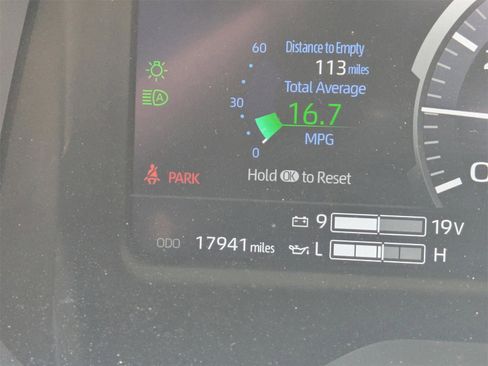 60
Distance to Empty
113 miles
Total Average
30
16.7
MPG
0
A
PARK
Hold OK to Reset
9 19V
ODO 17941 miles
L H